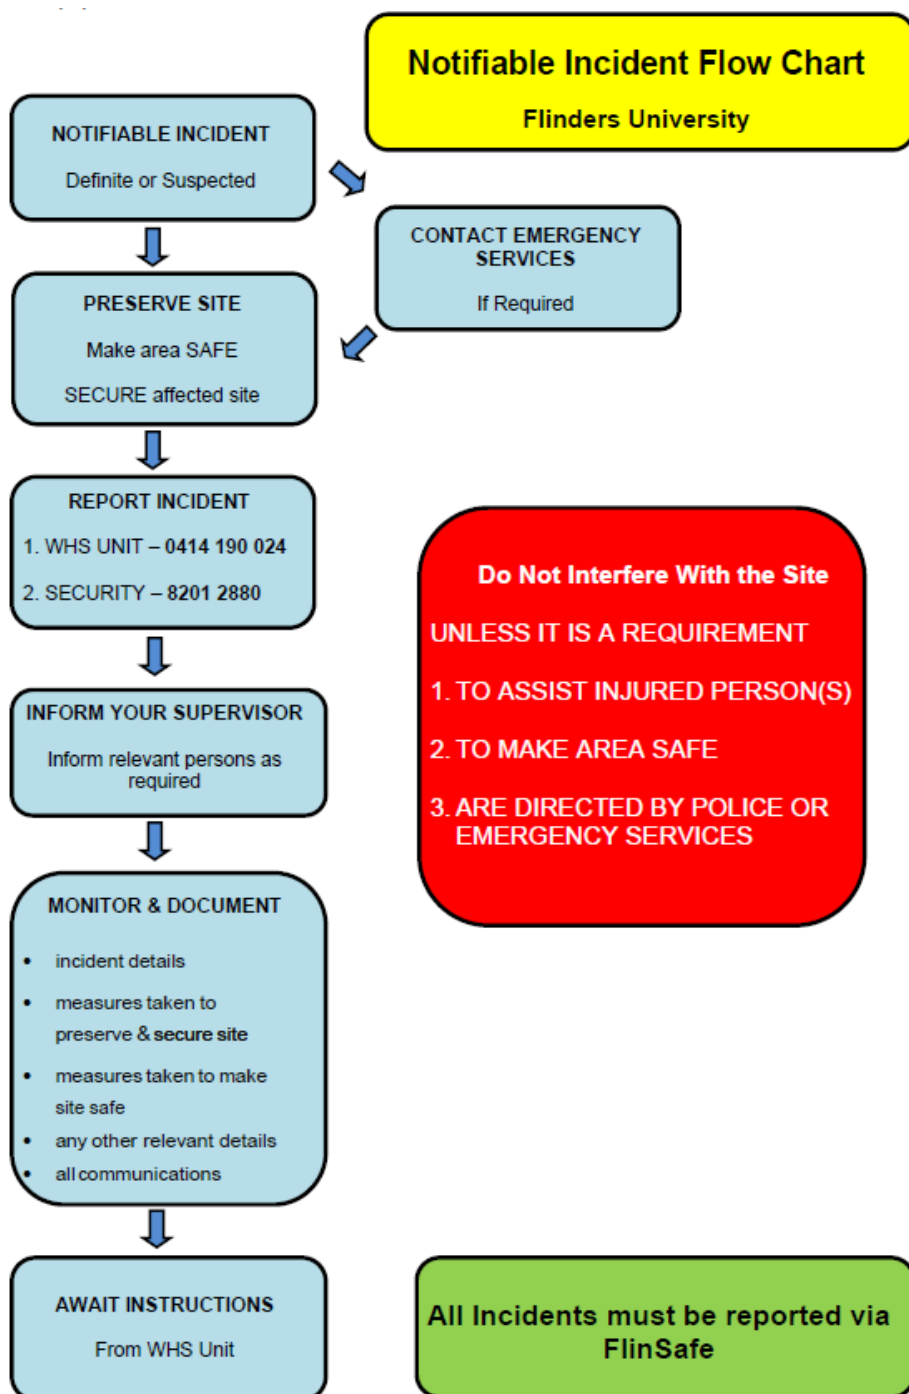 Notifiable Incident Flow Chart
Flinders University
NOTIFIABLE INCIDENT
Definite or Suspected
CONTACT EMERGENCY
SERVICES
If Required
PRESERVE SITE
Make area SAFE
SECURE affected site
REPORT INCIDENT
1. WHS UNIT – 0414 190 024
2. SECURITY – 8201 2880
INFORM YOUR SUPERVISOR
Inform relevant persons as
required
MONITOR & DOCUMENT
• incident details
• measures taken to
preserve & secure site
• measures taken to make
site safe
• any other relevant details
• all communications
AWAIT INSTRUCTIONS
From WHS Unit
Do Not Interfere With the Site
UNLESS IT IS A REQUIREMENT
1. TO ASSIST INJURED PERSON(S)
2. TO MAKE AREA SAFE
3. ARE DIRECTED BY POLICE OR
EMERGENCY SERVICES
All Incidents must be reported via
FlinSafe